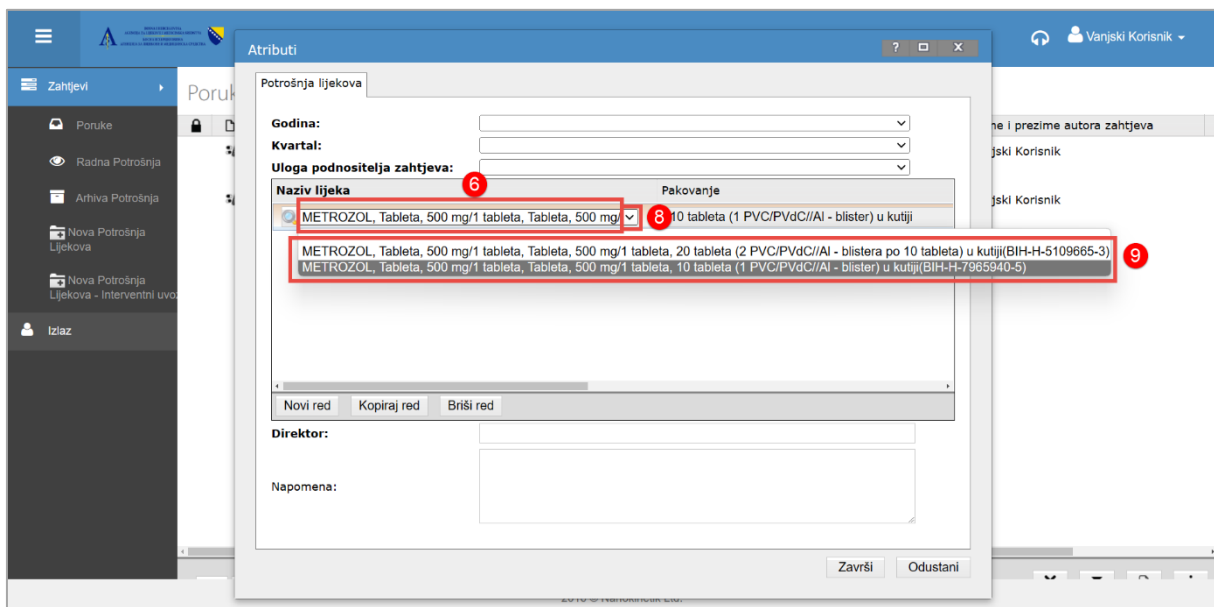 Atributi
?
x
Vanjski Korisnik
Zahtjevi
Poruke
Radna Potrošnja
Arhiva Potrošnja
Nova Potrošnja
Lijekova
Nova Potrošnja
Lijekova - Interventni uvoz
Izlaz
Poruk
ne i prezime autora zahtjeva
jski Korisnik
jski Korisnik
Potrošnja lijekova
Godina:
Kvartal:
Uloga podnositelja zahtjeva:
Naziv lijeka
6
Pakovanje
METROZOL, Tableta, 500 mg/1 tableta, Tableta, 500 mg/
8
10 tableta (1 PVC/PVdC//Al - blister) u kutiji
METROZOL, Tableta, 500 mg/1 tableta, Tableta, 500 mg/1 tableta, 20 tableta (2 PVC/PVdC//Al - blistera po 10 tableta) u kutiji(BIH-H-5109665-3)
METROZOL, Tableta, 500 mg/1 tableta, Tableta, 500 mg/1 tableta, 10 tableta (1 PVC/PVdC//Al - blister) u kutiji(BIH-H-7965940-5)
9
Novi red
Kopiraj red
Briši red
Direktor:
Napomena:
Završi
Odustani
2016 © Nanokinetik Ltd.